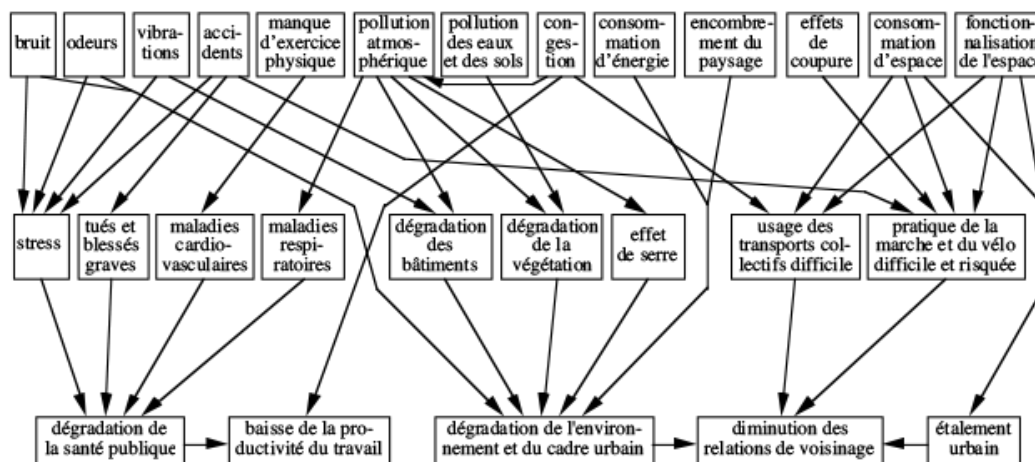 bruit
odeurs
vibra-
tions
acci-
dents
manque
d'exercice
physique
pollution
atmos-
phérique
pollution
des eaux
et des sols
con-
ges-
tion
consom-
mation
d'énergie
encombre-
ment du
paysage
effets
de
coupure
consom-
mation
d'espace
fonction-
nalisation
de l'espace
stress
tués et
blessés
graves
maladies
cardio-
vasculaires
maladies
respi-
ratoires
dégradation
des
bâtiments
dégradation
de la
végétation
effet
de serre
usage des
transports col-
lectifs difficile
pratique de la
marche et du vélo
difficile et risquée
dégradation de
la santé publique
baisse de la pro-
ductivité du travail
dégradation de l'environ-
nement et du cadre urbain
diminution des
relations de voisinage
étalement
urbain